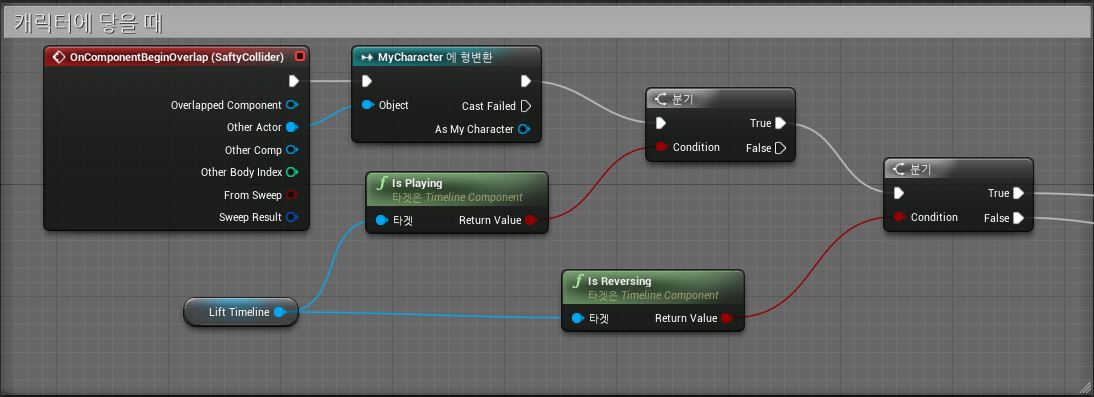 캐릭터에 닿을 때
OnComponentBeginOverlap (SaftyCollider)
Overlapped Component
Other Actor
Other Comp
Other Body Index
From Sweep
Sweep Result
MyCharacter 에 형변환
Object
Cast Failed
As My Character
분기
True
Condition
False
Is Playing
타겟은 Timeline Component
타겟
Return Value
분기
True
Condition
False
Is Reversing
타겟은 Timeline Component
타겟
Return Value
Lift Timeline